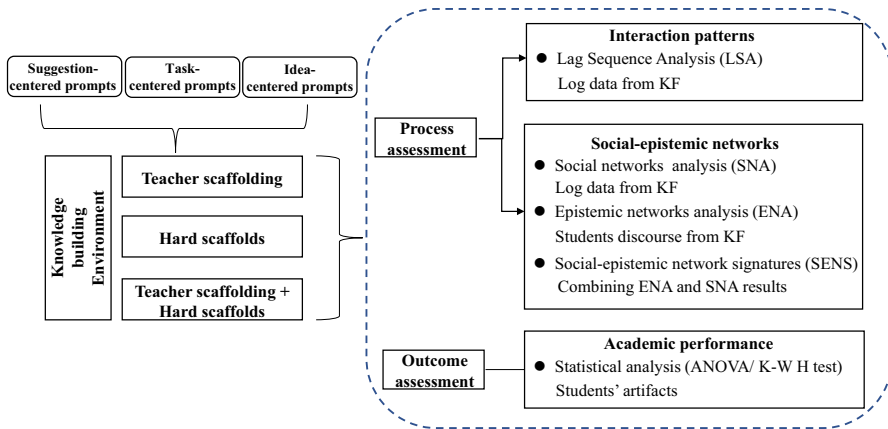 Suggestion-
centered prompts
Task-
centered prompts
Idea-
centered prompts
Knowledge
building
Environment
Teacher scaffolding
Hard scaffolds
Teacher scaffolding +
Hard scaffolds
Process
assessment
Interaction patterns
● Lag Sequence Analysis (LSA)
Log data from KF
Social-epistemic networks
● Social networks analysis (SNA)
Log data from KF
● Epistemic networks analysis (ENA)
Students discourse from KF
● Social-epistemic network signatures (SENS)
Combining ENA and SNA results
Outcome
assessment
Academic performance
● Statistical analysis (ANOVA/ K-W H test)
Students’ artifacts